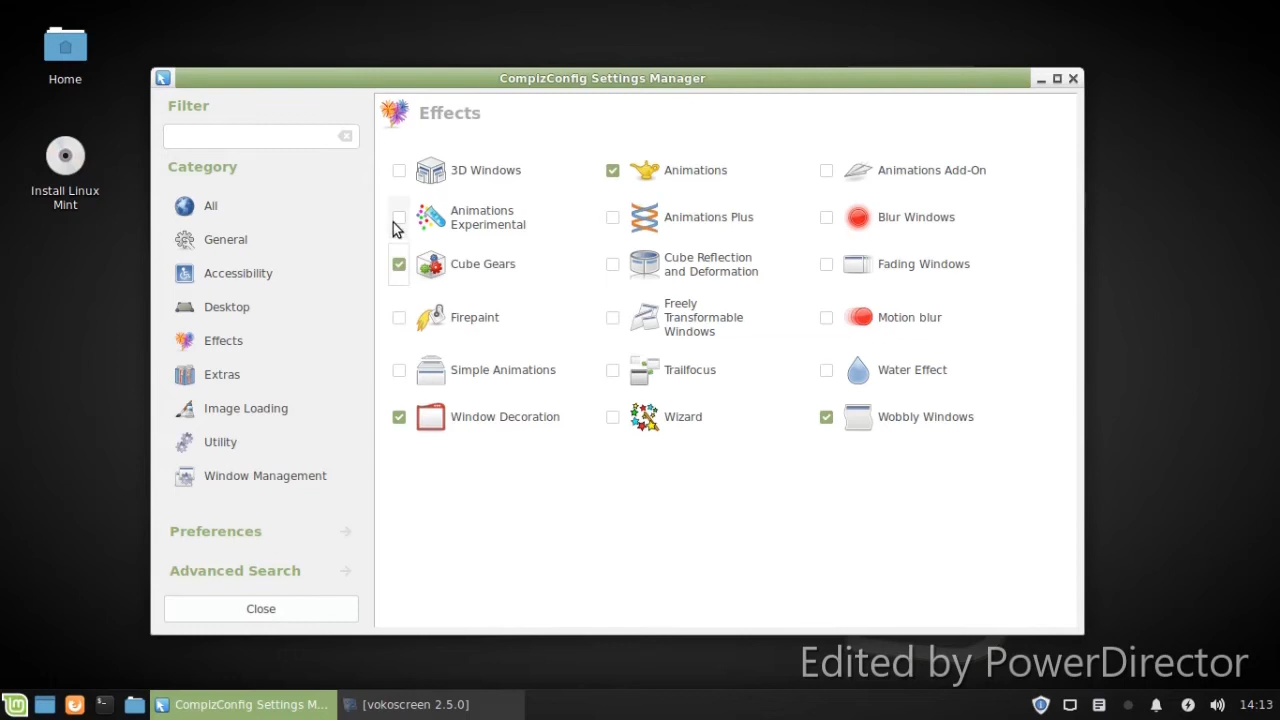 Home
Install Linux
Mint
CompizConfig Settings Manager
Filter
Category
All
General
Accessibility
Desktop
Effects
Extras
Image Loading
Utility
Window Management
Preferences
Advanced Search
Close
Effects
3D Windows
Animations
Animations Add-On
Animations
Experimental
Animations Plus
Blur Windows
Cube Gears
Cube Reflection
and Deformation
Fading Windows
Firepaint
Freely
Transformable
Windows
Motion blur
Simple Animations
Trailfocus
Water Effect
Window Decoration
Wizard
Wobbly Windows
Edited by PowerDirector
CompizConfig Settings M...
[vokoscreen 2.5.0]
14:13